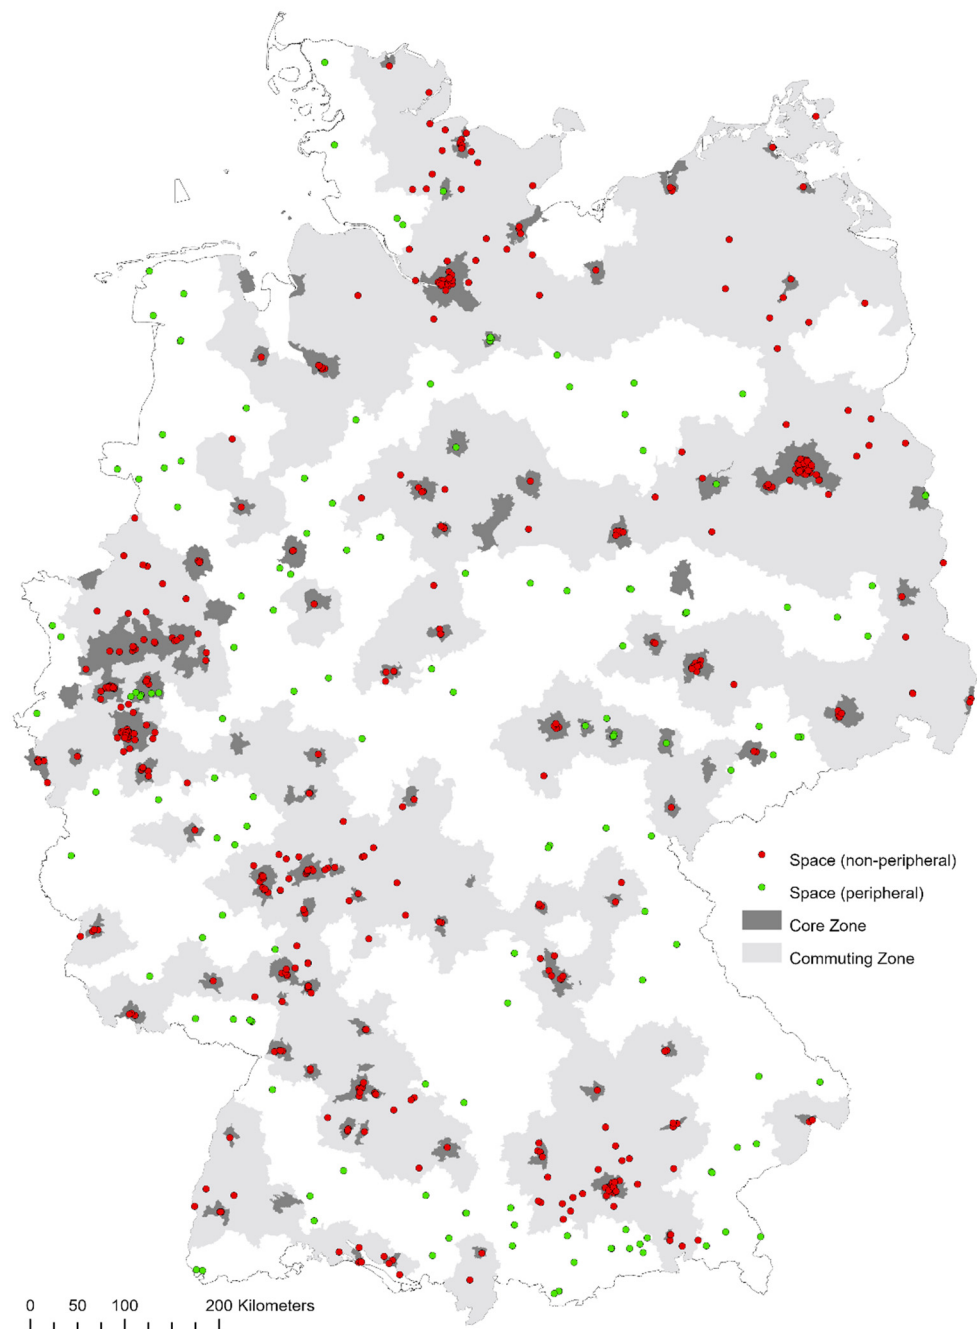 Space (non-peripheral)
Space (peripheral)
Core Zone
Commuting Zone
0 50 100 200 Kilometers